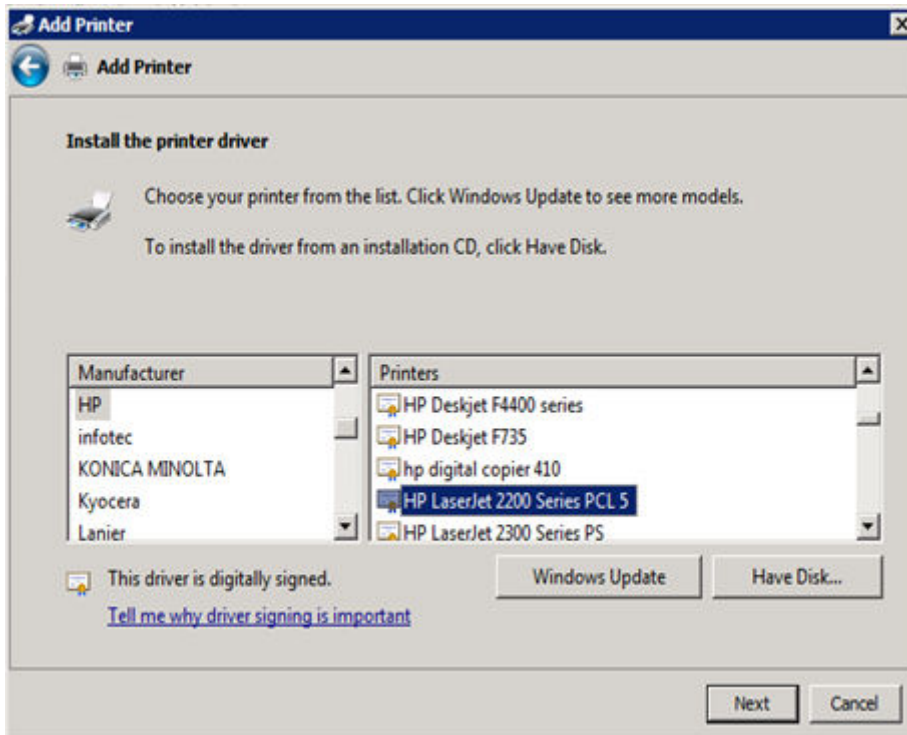 Add Printer
Add Printer
Install the printer driver
Choose your printer from the list. Click Windows Update to see more models.
To install the driver from an installation CD, click Have Disk.
Manufacturer
HP
infotec
KONICA MINOLTA
Kyocera
Lanier
Printers
HP Deskjet F4400 series
HP Deskjet F735
hp digital copier 410
HP LaserJet 2200 Series PCL 5
HP LaserJet 2300 Series PS
This driver is digitally signed.
Tell me why driver signing is important
Windows Update
Have Disk...
Next
Cancel